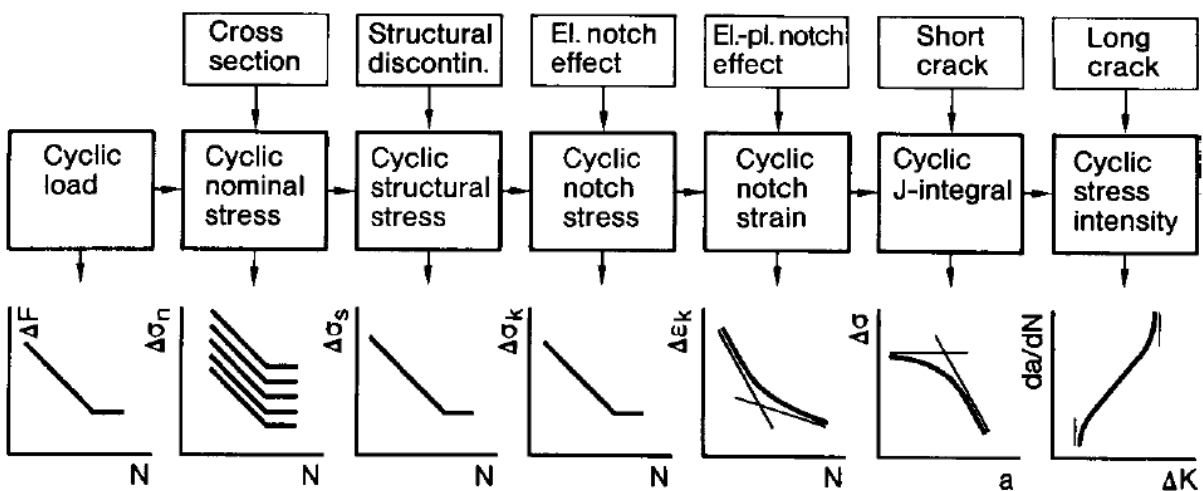 Cross
section
Structural
discontin.
El. notch
effect
El.-pl. notch
effect
Short
crack
Long
crack
Cyclic
load
Cyclic
nominal
stress
Cyclic
structural
stress
Cyclic
notch
stress
Cyclic
notch
strain
Cyclic
J-integral
Cyclic
stress
intensity
ΔF
N
Δσn
N
Δσs
N
Δσk
N
Δεk
N
Δσ
a
da/dN
ΔK